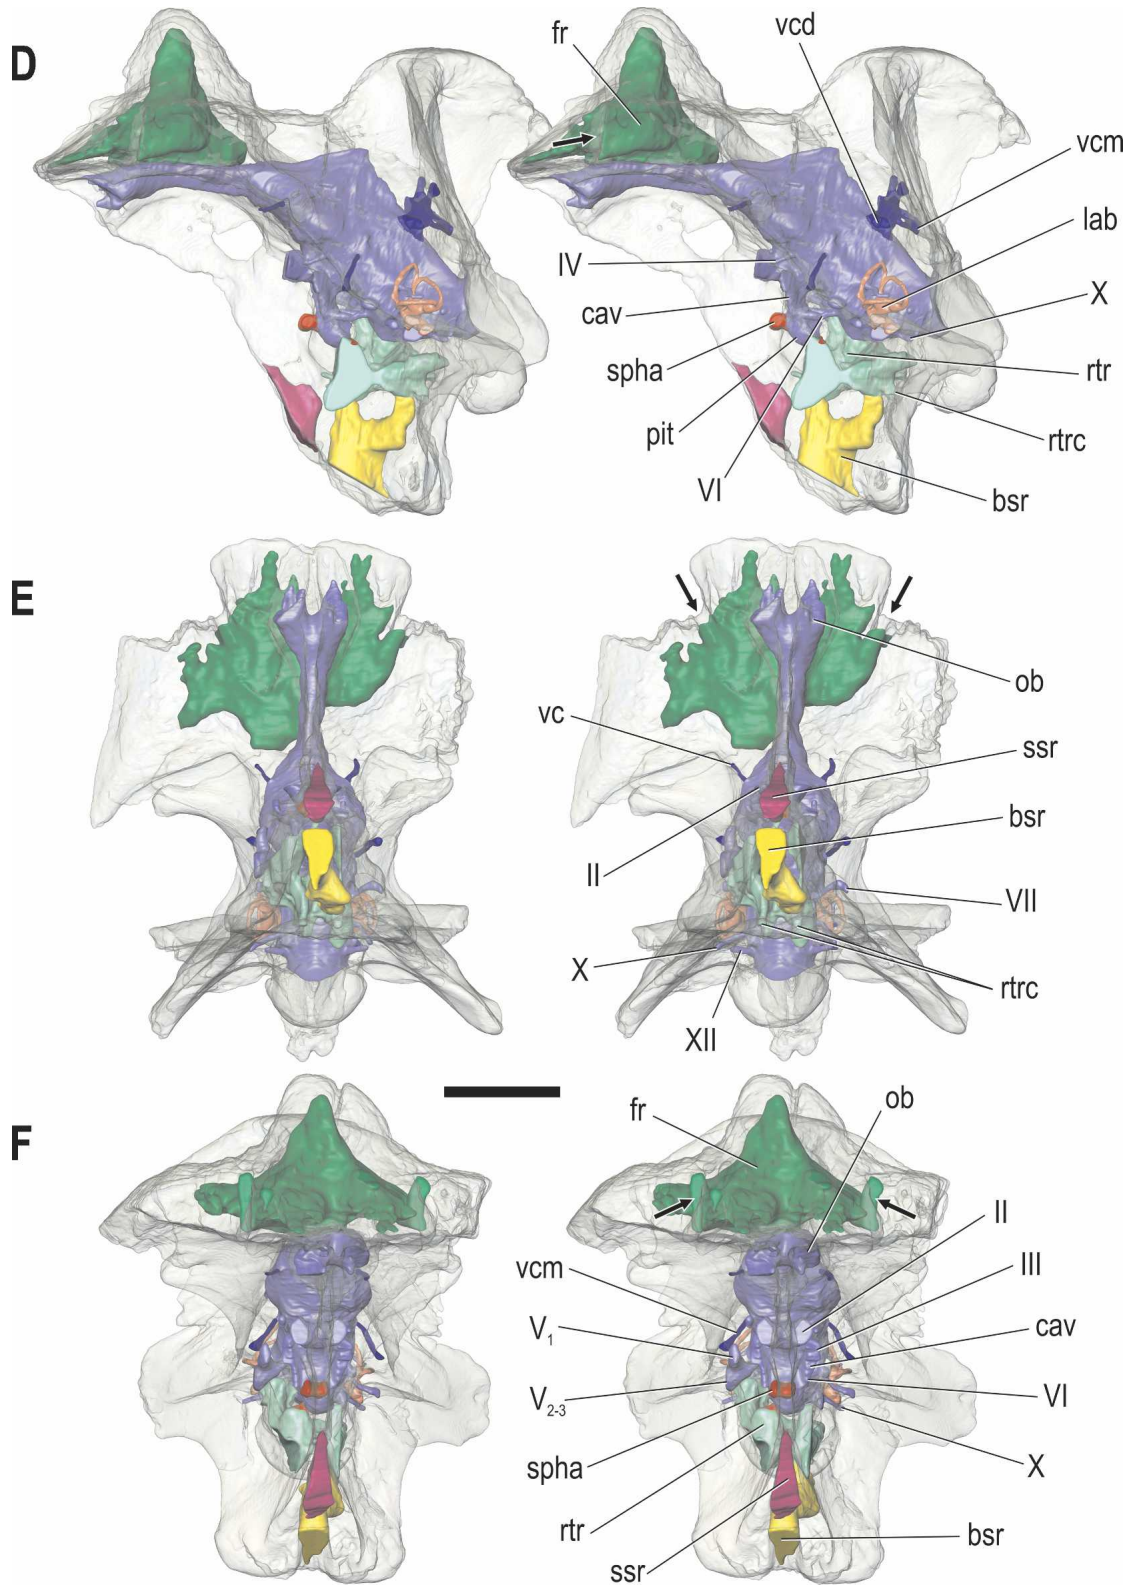 D
fr
vcd
vcm
lab
IV
X
cav
spha
rtr
pit
rtrc
VI
bsr
E
ob
vc
ssr
bsr
II
VII
X
rtrc
XII
F
fr
ob
II
vcm
III
V1
cav
V2-3
VI
spha
X
rtr
bsr
ssr